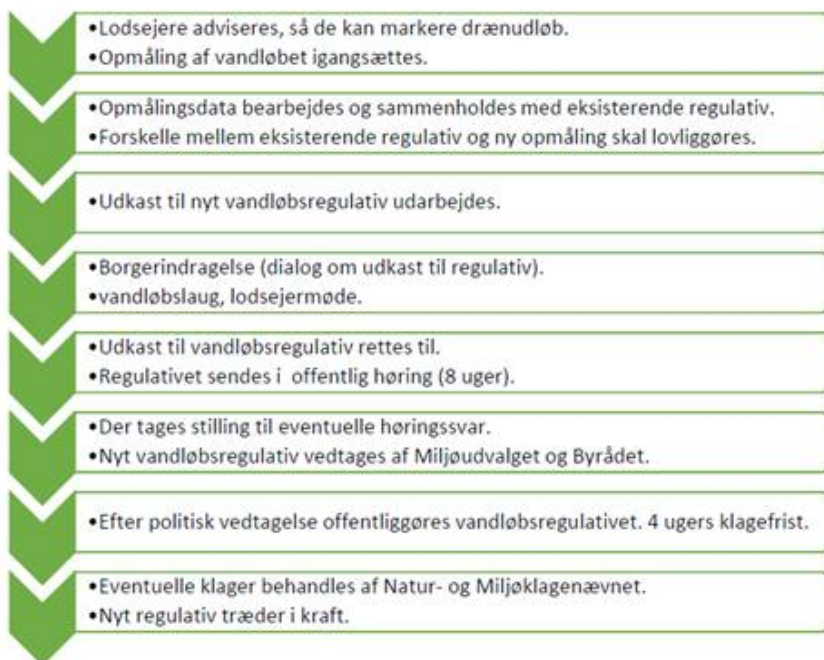 •Lodsejere adviseres, så de kan markere drænudløb.
•Opmåling af vandløbet igangsættes.
•Opmålingsdata bearbejdes og sammenholdes med eksisterende regulativ.
•Forskelle mellem eksisterende regulativ og ny opmåling skal lovliggøres.
•Udkast til nyt vandløbsregulativ udarbejdes.
•Borgerindragelse (dialog om udkast til regulativ).
•vandløbslaug, lodsejermøde.
•Udkast til vandløbsregulativ rettes til.
•Regulativet sendes i offentlig høring (8 uger).
•Der tages stilling til eventuelle høringssvar.
•Nyt vandløbsregulativ vedtages af Miljøudvalget og Byrådet.
•Efter politisk vedtagelse offentliggøres vandløbsregulativet. 4 ugers klagefrist.
•Eventuelle klager behandles af Natur- og Miljøklagenævnet.
•Nyt regulativ træder i kraft.